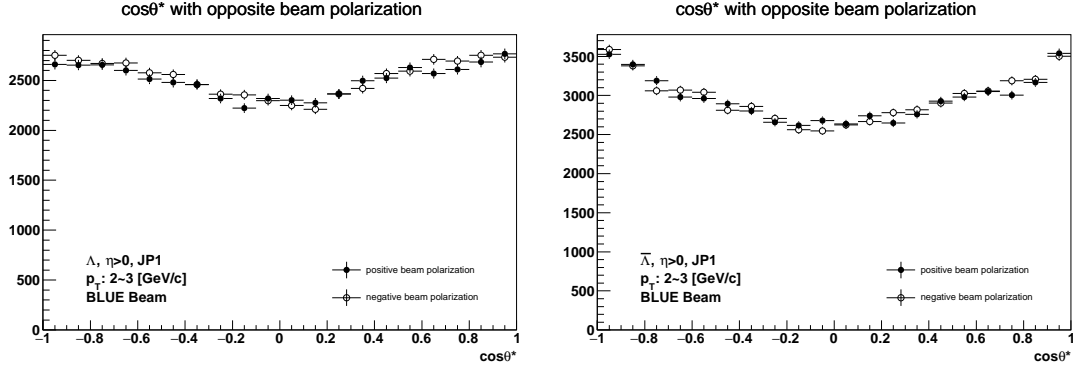 cosθ* with opposite beam polarization
2500
2000
1500
1000
500
0
Λ, η>0, JP1
p_T: 2~3 [GeV/c]
BLUE Beam
positive beam polarization
negative beam polarization
−1 −0.8 −0.6 −0.4 −0.2 0 0.2 0.4 0.6 0.8 1
cosθ*
cosθ* with opposite beam polarization
3500
3000
2500
2000
1500
1000
500
0
Λ̅, η>0, JP1
p_T: 2~3 [GeV/c]
BLUE Beam
positive beam polarization
negative beam polarization
−1 −0.8 −0.6 −0.4 −0.2 0 0.2 0.4 0.6 0.8 1
cosθ*